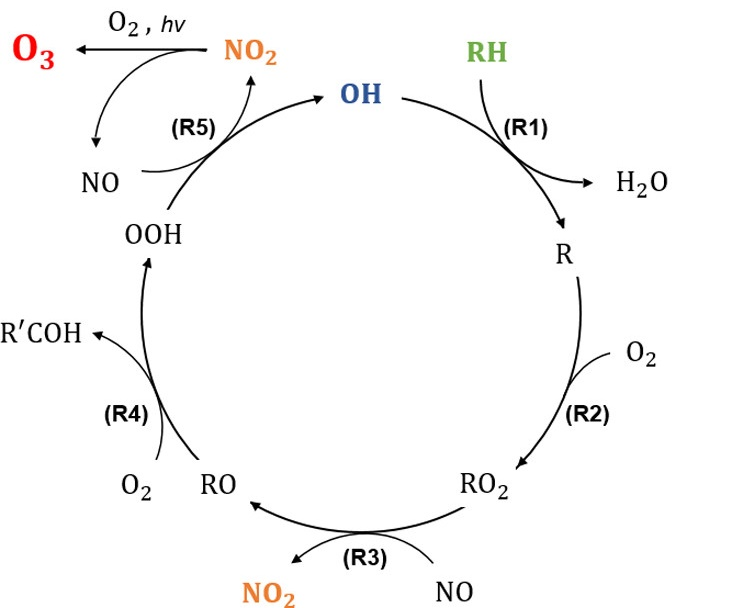 O₂ , hν
O₃
NO₂
RH
OH
(R5)
(R1)
NO
H₂O
OOH
R
R′COH
O₂
(R4)
(R2)
O₂
RO
RO₂
(R3)
NO₂
NO